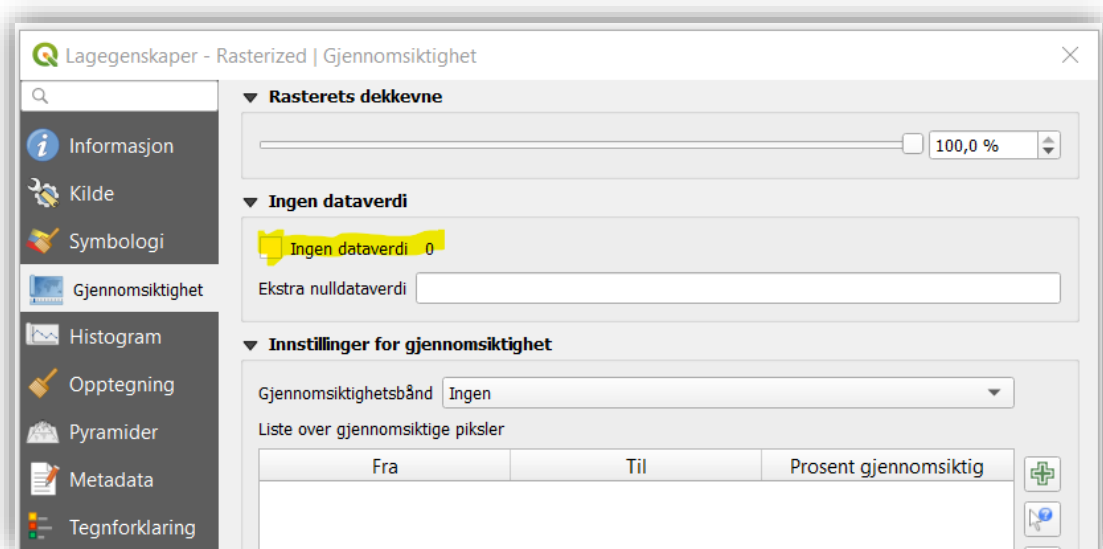 Lagegenskaper - Rasterized | Gjennomsiktighet
Informasjon
Kilde
Symbologi
Gjennomsiktighet
Histogram
Opptegning
Pyramider
Metadata
Tegnforklaring
Rasterets dekkevne
100,0 %
Ingen dataverdi
Ingen dataverdi 0
Ekstra nulldataverdi
Innstillinger for gjennomsiktighet
Gjennomsiktighetsbånd Ingen
Liste over gjennomsiktige piksler
Fra Til Prosent gjennomsiktig